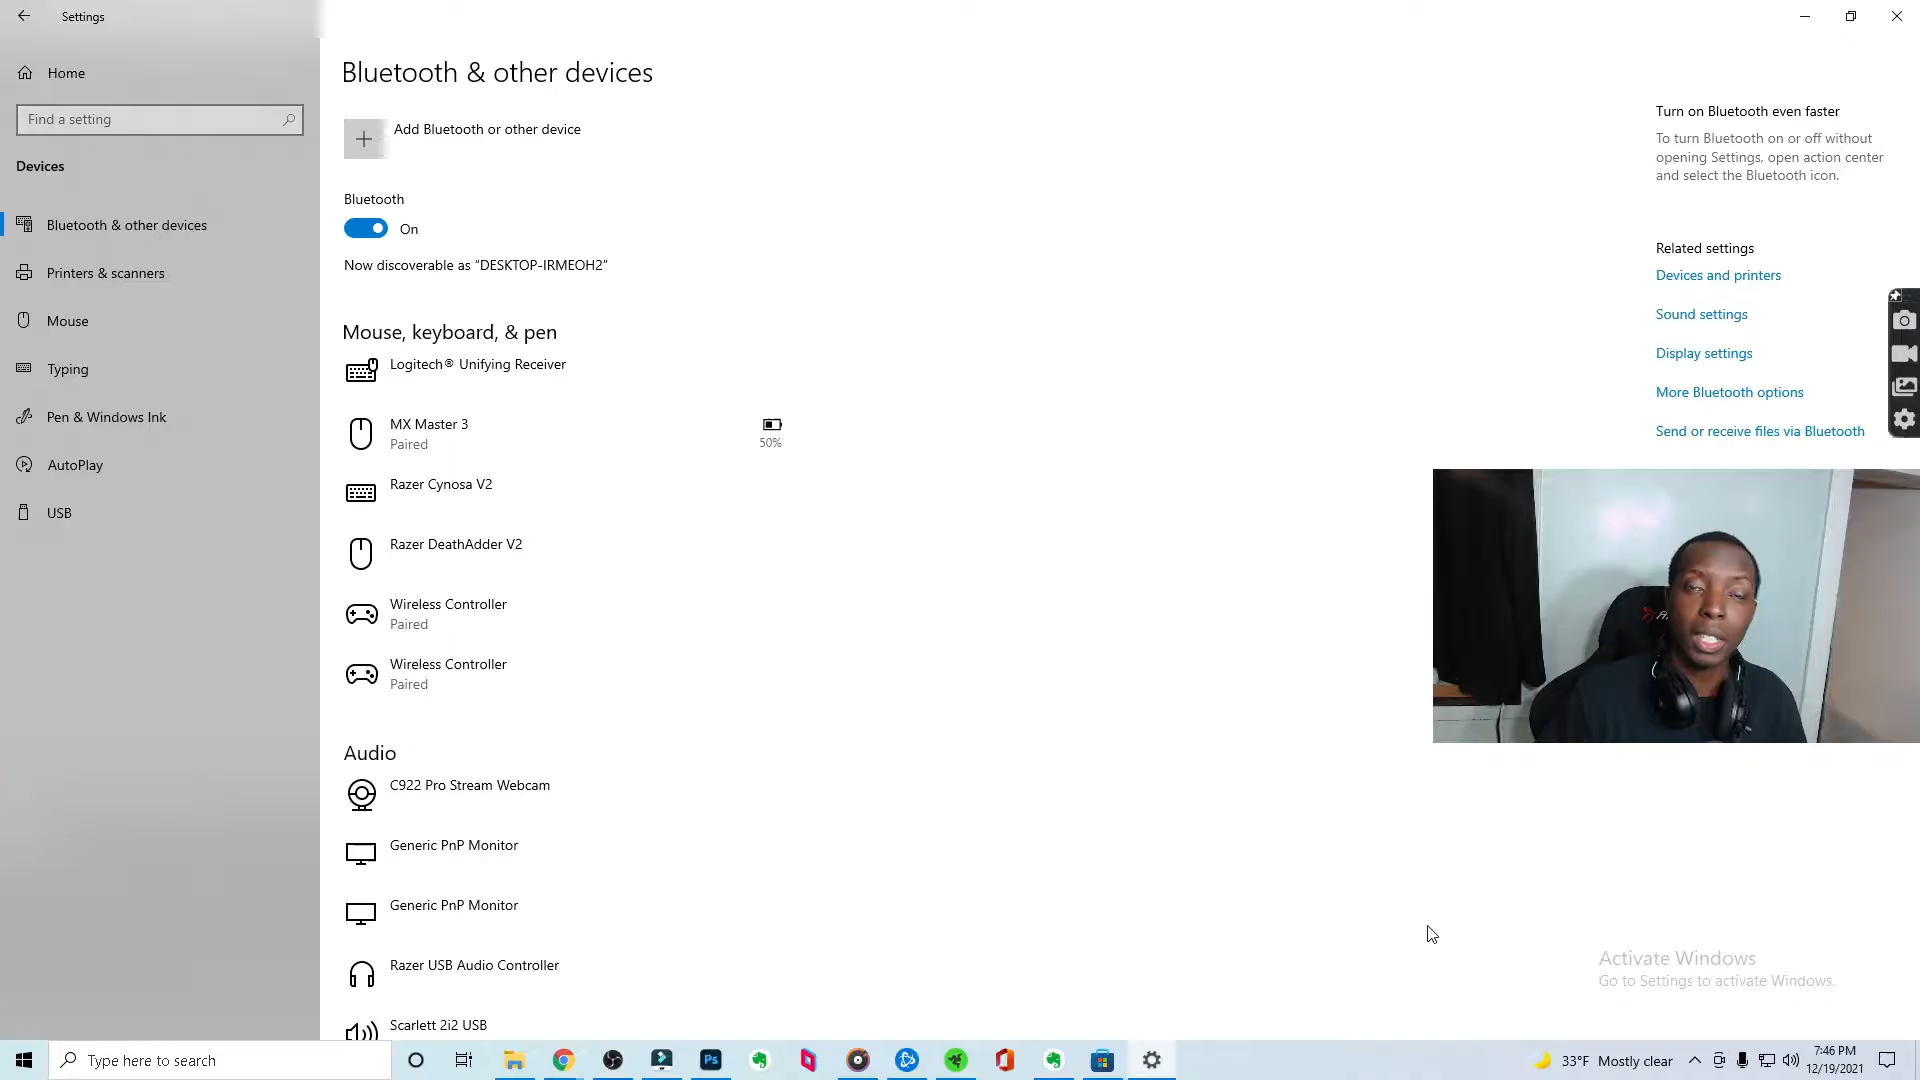 Settings
Home
Find a setting
Devices
Bluetooth & other devices
Printers & scanners
Mouse
Typing
Pen & Windows Ink
AutoPlay
USB
Bluetooth & other devices
Add Bluetooth or other device
Bluetooth
On
Now discoverable as “DESKTOP-IRMEOH2”
Mouse, keyboard, & pen
Logitech® Unifying Receiver
MX Master 3
Paired
50%
Razer Cynosa V2
Razer DeathAdder V2
Wireless Controller
Paired
Wireless Controller
Paired
Audio
C922 Pro Stream Webcam
Generic PnP Monitor
Generic PnP Monitor
Razer USB Audio Controller
Scarlett 2i2 USB
Turn on Bluetooth even faster
To turn Bluetooth on or off without
opening Settings, open action center
and select the Bluetooth icon.
Related settings
Devices and printers
Sound settings
Display settings
More Bluetooth options
Send or receive files via Bluetooth
Activate Windows
Go to Settings to activate Windows.
Type here to search
Ps
33°F Mostly clear
7:46 PM
12/19/2021